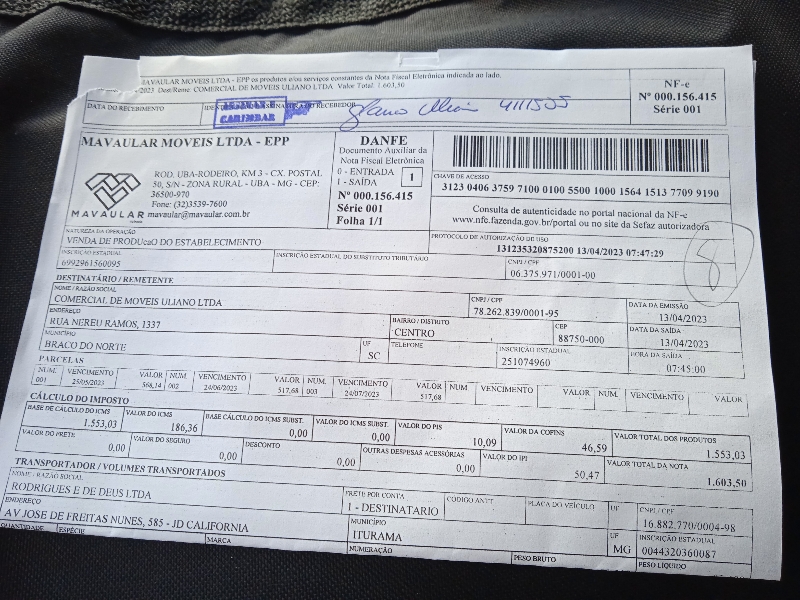 MAVAULAR MOVEIS LTDA - EPP os produtos e/ou serviços constantes da Nota Fiscal Eletrônica indicada ao lado.
/2023 Dest/Reme: COMERCIAL DE MOVEIS ULIANO LTDA Valor Total: 1.603,50
NF-e
Nº 000.156.415
Série 001
DATA DO RECEBIMENTO
RECEBEDOR
CARIMBAR
4111535
MAVAULAR MOVEIS LTDA - EPP
MAVAULAR
ROD. UBA-RODEIRO, KM 3 - CX. POSTAL
50, S/N - ZONA RURAL - UBA - MG - CEP:
36500-970
Fone: (32)3539-7600
mavaular@mavaular.com.br
DANFE
Documento Auxiliar da
Nota Fiscal Eletrônica
0 - ENTRADA
1 - SAÍDA
1
Nº 000.156.415
Série 001
Folha 1/1
CHAVE DE ACESSO
3123 0406 3759 7100 0100 5500 1000 1564 1513 7709 9190
Consulta de autenticidade no portal nacional da NF-e
www.nfe.fazenda.gov.br/portal ou no site da Sefaz autorizadora
NATUREZA DA OPERAÇÃO
VENDA DE PRODUCaO DO ESTABELECIMENTO
PROTOCOLO DE AUTORIZAÇÃO DE USO
131235320875200 13/04/2023 07:47:29
8
INSCRIÇÃO ESTADUAL
6992961560095
INSCRIÇÃO ESTADUAL DO SUBSTITUTO TRIBUTÁRIO
CNPJ / CPF
06.375.971/0001-00
DESTINATÁRIO / REMETENTE
NOME / RAZÃO SOCIAL
COMERCIAL DE MOVEIS ULIANO LTDA
CNPJ / CPF
78.262.839/0001-95
DATA DA EMISSÃO
13/04/2023
ENDEREÇO
RUA NEREU RAMOS, 1337
BAIRRO / DISTRITO
CENTRO
CEP
88750-000
DATA DA SAÍDA
13/04/2023
MUNICÍPIO
BRACO DO NORTE
UF
SC
TELEFONE
INSCRIÇÃO ESTADUAL
251074960
HORA DA SAÍDA
07:45:00
PARCELAS
NUM. VENCIMENTO VALOR NUM. VENCIMENTO VALOR NUM. VENCIMENTO VALOR NUM. VENCIMENTO VALOR NUM. VENCIMENTO VALOR
001 25/05/2023 568,14 002 24/06/2023 517,68 003 24/07/2023 517,68
CÁLCULO DO IMPOSTO
BASE DE CÁLCULO DO ICMS
1.553,03
VALOR DO ICMS
186,36
BASE CÁLCULO DO ICMS SUBST.
0,00
VALOR DO ICMS SUBST.
0,00
VALOR DO PIS
10,09
VALOR DA COFINS
46,59
VALOR TOTAL DOS PRODUTOS
1.553,03
VALOR DO FRETE
0,00
VALOR DO SEGURO
0,00
DESCONTO
0,00
OUTRAS DESPESAS ACESSÓRIAS
0,00
VALOR DO IPI
50,47
VALOR TOTAL DA NOTA
1.603,50
TRANSPORTADOR / VOLUMES TRANSPORTADOS
NOME / RAZÃO SOCIAL
RODRIGUES E DE DEUS LTDA
FRETE POR CONTA
1 - DESTINATARIO
CODIGO ANTT
PLACA DO VEÍCULO
UF
CNPJ / CPF
16.882.770/0004-98
ENDEREÇO
AV JOSE DE FREITAS NUNES, 585 - JD CALIFORNIA
MUNICÍPIO
ITURAMA
UF
MG
INSCRIÇÃO ESTADUAL
0044320360087
QUANTIDADE
ESPÉCIE
MARCA
NUMERAÇÃO
PESO BRUTO
PESO LÍQUIDO